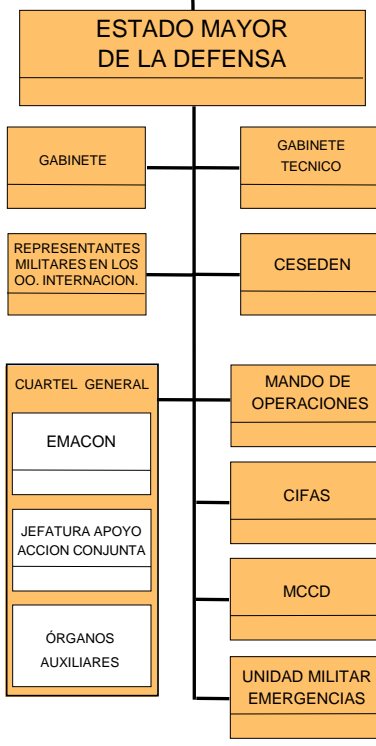 ESTADO MAYOR
DE LA DEFENSA
GABINETE
GABINETE
TECNICO
REPRESENTANTES
MILITARES EN LOS
OO. INTERNACION.
CESEDEN
CUARTEL GENERAL
EMACON
JEFATURA APOYO
ACCION CONJUNTA
ÓRGANOS
AUXILIARES
MANDO DE
OPERACIONES
CIFAS
MCCD
UNIDAD MILITAR
EMERGENCIAS